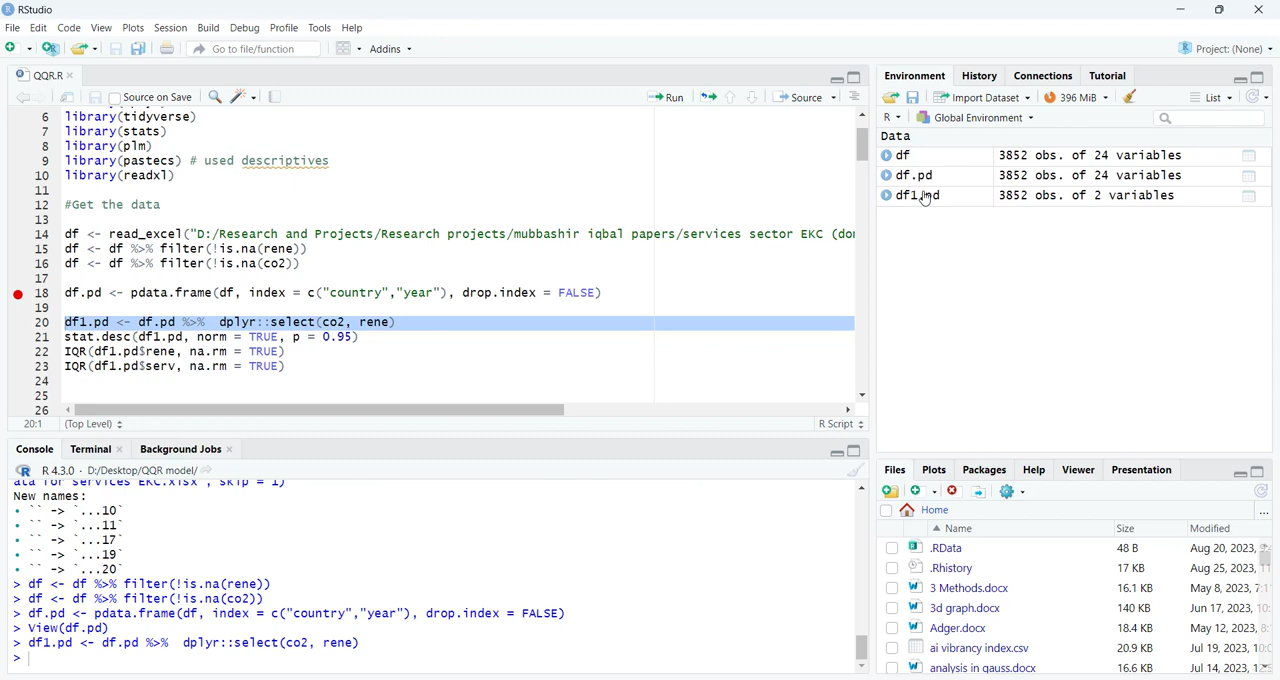 RStudio
File Edit Code View Plots Session Build Debug Profile Tools Help
Go to file/function Addins Project: (None)
QQR.R
Source on Save Run Source
6 library(tidyverse)
7 library(stats)
8 library(plm)
9 library(pastecs) # used descriptives
10 library(readxl)
11
12 #Get the data
13
14 df <- read_excel("D:/Research and Projects/Research projects/mubbashir iqbal papers/services sector EKC (dor
15 df <- df %>% filter(!is.na(rene))
16 df <- df %>% filter(!is.na(co2))
17
18 df.pd <- pdata.frame(df, index = c("country","year"), drop.index = FALSE)
19
20 df1.pd <- df.pd %>% dplyr::select(co2, rene)
21 stat.desc(df1.pd, norm = TRUE, p = 0.95)
22 IQR(df1.pd$rene, na.rm = TRUE)
23 IQR(df1.pd$serv, na.rm = TRUE)
24
25
26
20:1 (Top Level) R Script
Console Terminal Background Jobs
R 4.3.0 · D:/Desktop/QQR model/
ata for services EKC.xlsx", skip = 1)
New names:
• `` -> `...10`
• `` -> `...11`
• `` -> `...17`
• `` -> `...19`
• `` -> `...20`
> df <- df %>% filter(!is.na(rene))
> df <- df %>% filter(!is.na(co2))
> df.pd <- pdata.frame(df, index = c("country","year"), drop.index = FALSE)
> View(df.pd)
> df1.pd <- df.pd %>% dplyr::select(co2, rene)
>
Environment History Connections Tutorial
Import Dataset 396 MiB List
R Global Environment
Data
df 3852 obs. of 24 variables
df.pd 3852 obs. of 24 variables
df1.pd 3852 obs. of 2 variables
Files Plots Packages Help Viewer Presentation
Home ...
Name Size Modified
.RData 48 B Aug 20, 2023,
.Rhistory 17 KB Aug 25, 2023,
3 Methods.docx 16.1 KB May 8, 2023, 7:1
3d graph.docx 140 KB Jun 17, 2023, 10:
Adger.docx 18.4 KB May 12, 2023, 8:
ai vibrancy index.csv 20.9 KB Jul 19, 2023, 10:0
analysis in gauss.docx 16.6 KB Jul 14, 2023,